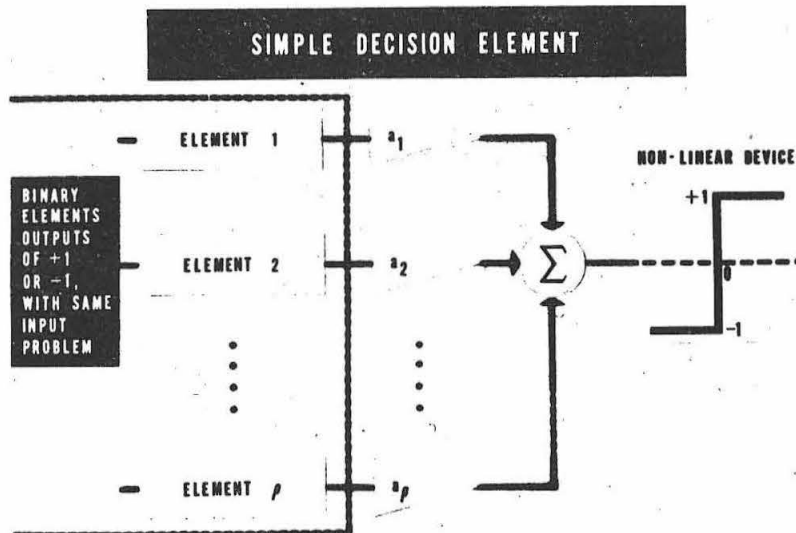 SIMPLE DECISION ELEMENT
ELEMENT 1
a1
NON-LINEAR DEVICE
+1
BINARY
ELEMENTS
OUTPUTS
OF +1
OR -1,
WITH SAME
INPUT
PROBLEM
ELEMENT 2
a2
Σ
0
-1
ELEMENT p
ap